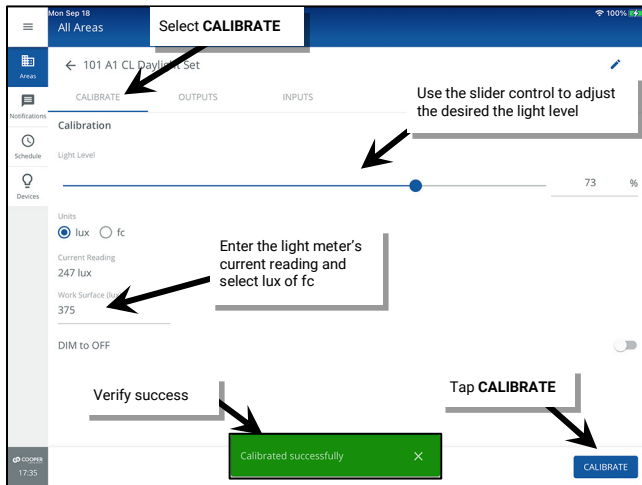 Mon Sep 18
100%
All Areas
Select CALIBRATE
Areas
101 A1 CL Daylight Set
CALIBRATE
OUTPUTS
INPUTS
Notifications
Use the slider control to adjust
the desired the light level
Calibration
Schedule
Light Level
73 %
Devices
Units
lux
fc
Enter the light meter's
current reading and
select lux of fc
Current Reading
247 lux
Work Surface (lux)
375
DIM to OFF
Verify success
Tap CALIBRATE
Calibrated successfully
COOPER
17:35
CALIBRATE